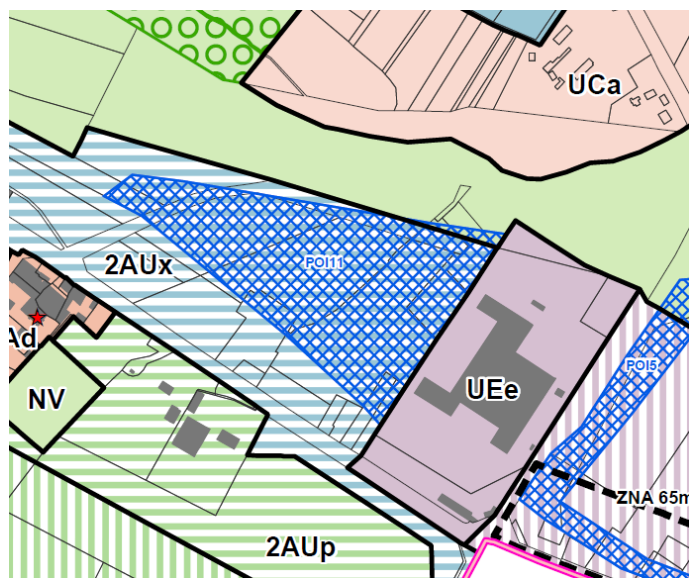 UCa
POI11
2AUx
Ad
POI5
UEe
NV
ZNA 65m
2AUp